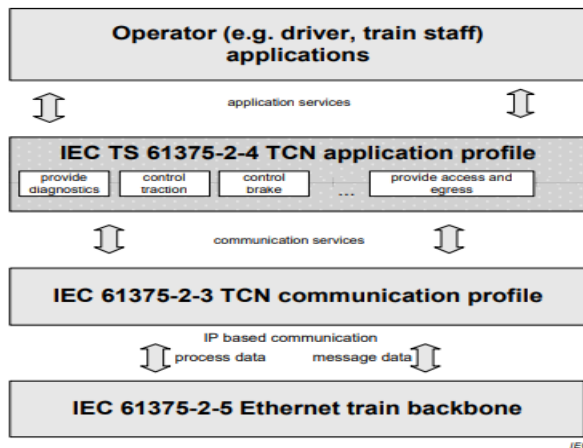 Operator (e.g. driver, train staff)
applications
application services
IEC TS 61375-2-4 TCN application profile
provide
diagnostics
control
traction
control
brake
...
provide access and
egress
communication services
IEC 61375-2-3 TCN communication profile
IP based communication
process data message data
IEC 61375-2-5 Ethernet train backbone